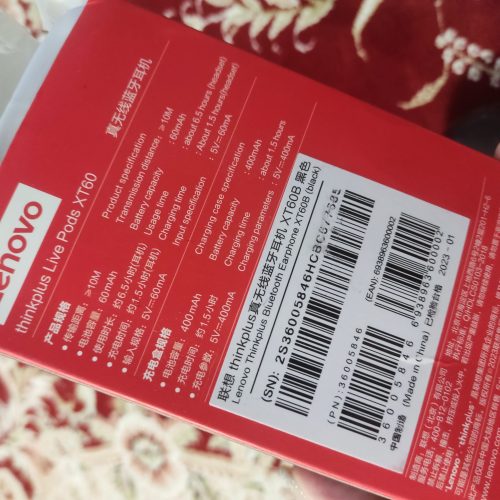 Lenovo
thinkplus Live Pods XT60
真无线蓝牙耳机
产品规格
• 传输距离: ≥10M
• 电池容量: 60mAh
• 使用时长: 约6.5小时(耳机)
• 充电时间: 约1.5小时(耳机)
• 输入规格: 5V⎓60mA
充电盒规格
• 电池容量: 400mAh
• 充电时间: 约1.5小时
• 充电参数: 5V⎓400mA
Product specification
Transmission distance: ≥10M
Battery capacity : 60mAh
Usage time : about 6.5 hours (headset)
Charging time : About 1.5 hours(headset)
Input specification : 5V⎓60mA
Charging case specification
Battery capacity : 400mAh
Charging time : about 1.5 hours
Charging parameters : 5V⎓400mA
联想 thinkplus真无线蓝牙耳机 XT60B 黑色
Lenovo Thinkplus Bluetooth Earphone XT60B (black)
(SN): 2S36005846HCBC
(PN): 36005846
36005846
(EAN): 6938963600002
6938963600002
中国制造 (Made in China) 已检验合格 2023 - 01